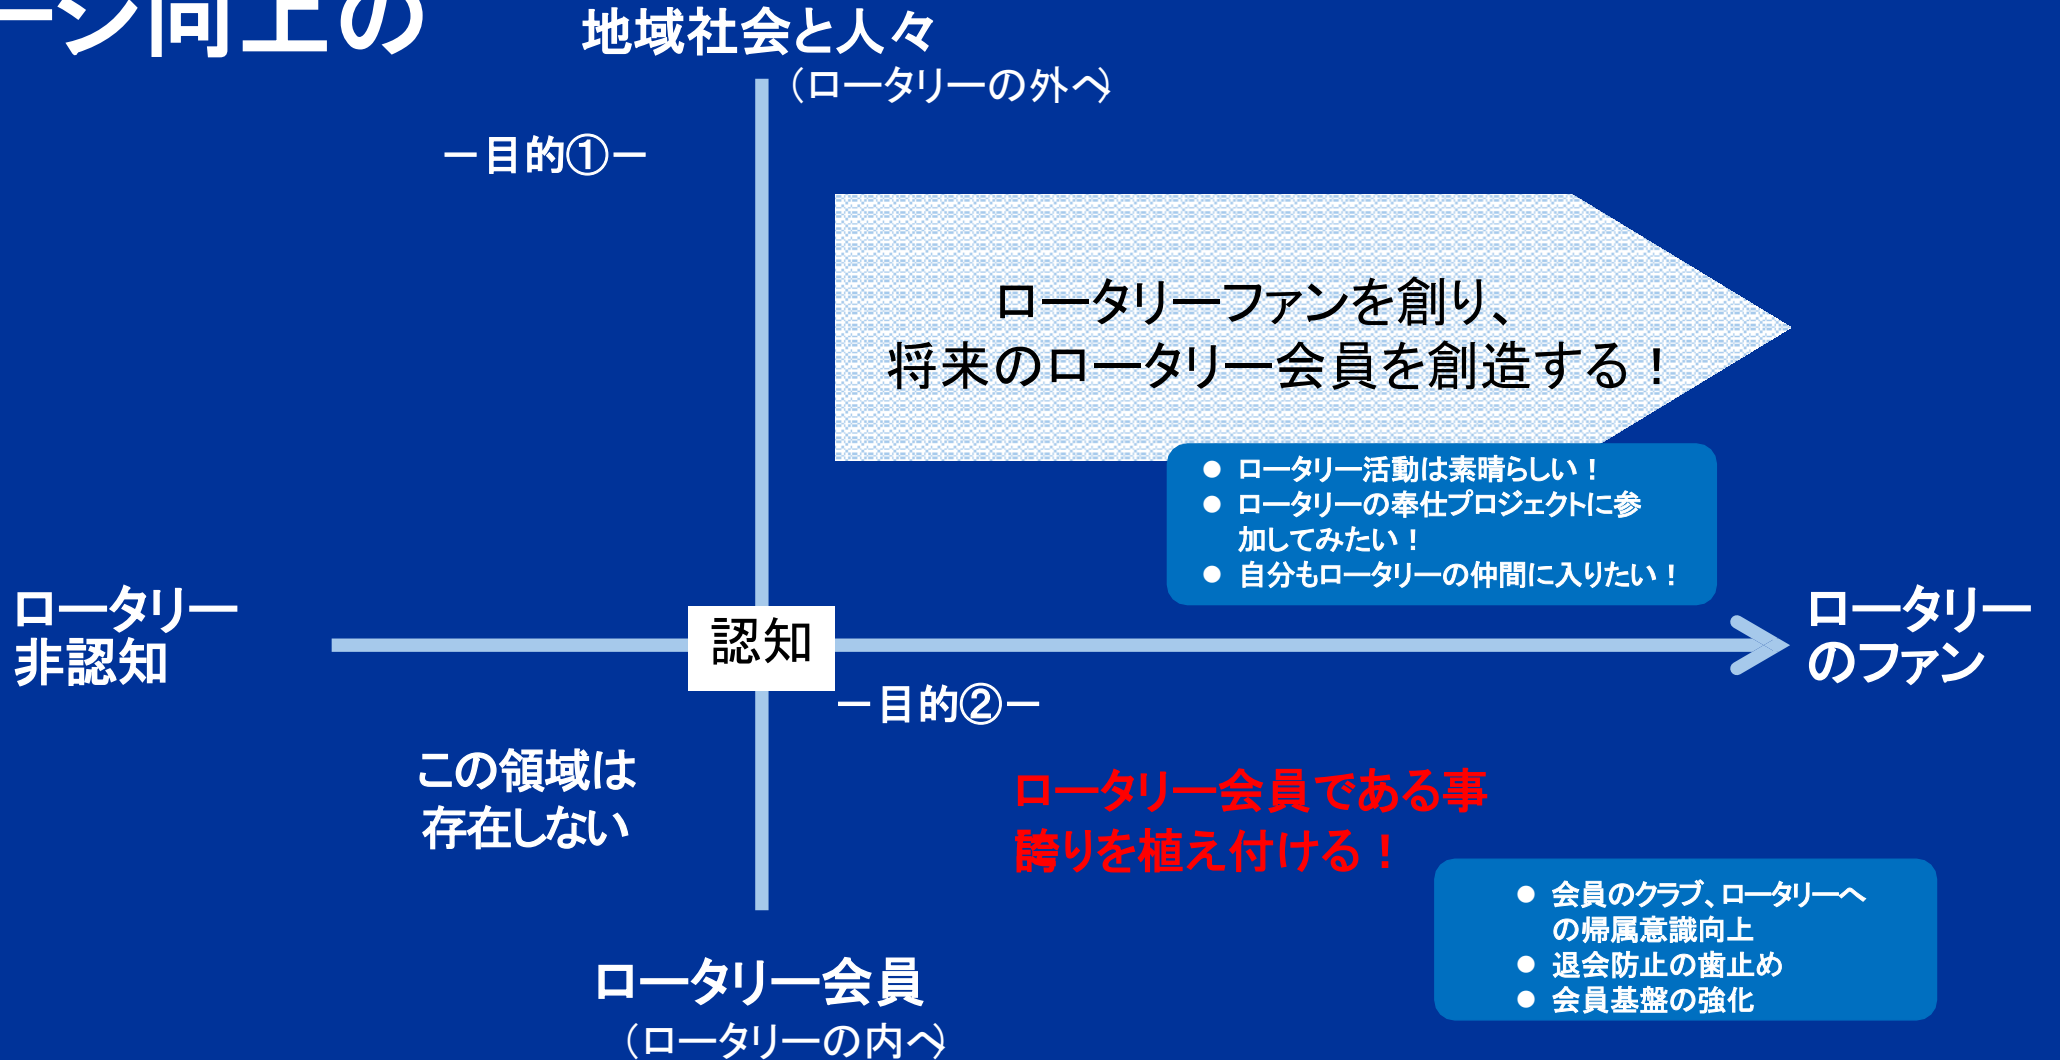 ーン向上の
地域社会と人々
（ロータリーの外へ）
－目的①－
ロータリーファンを創り、
将来のロータリー会員を創造する！
● ロータリー活動は素晴らしい！
● ロータリーの奉仕プロジェクトに参
加してみたい！
● 自分もロータリーの仲間に入りたい！
ロータリー
非認知
認知
ロータリー
のファン
－目的②－
この領域は
存在しない
ロータリー会員である事
誇りを植え付ける！
● 会員のクラブ、ロータリーへ
の帰属意識向上
● 退会防止の歯止め
● 会員基盤の強化
ロータリー会員
（ロータリーの内へ）